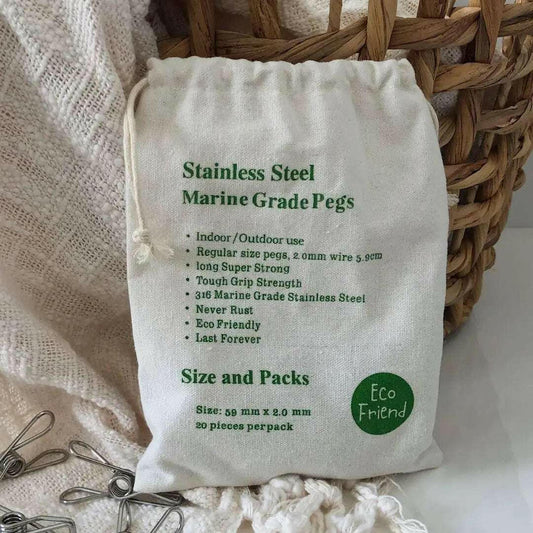 Stainless Steel
Marine Grade Pegs
• Indoor/Outdoor use
• Regular size pegs, 2.0mm wire 5.9cm
• long Super Strong
• Tough Grip Strength
• 316 Marine Grade Stainless Steel
• Never Rust
• Eco Friendly
• Last Forever
Size and Packs
Size: 59 mm x 2.0 mm
20 pieces perpack
Eco
Friend